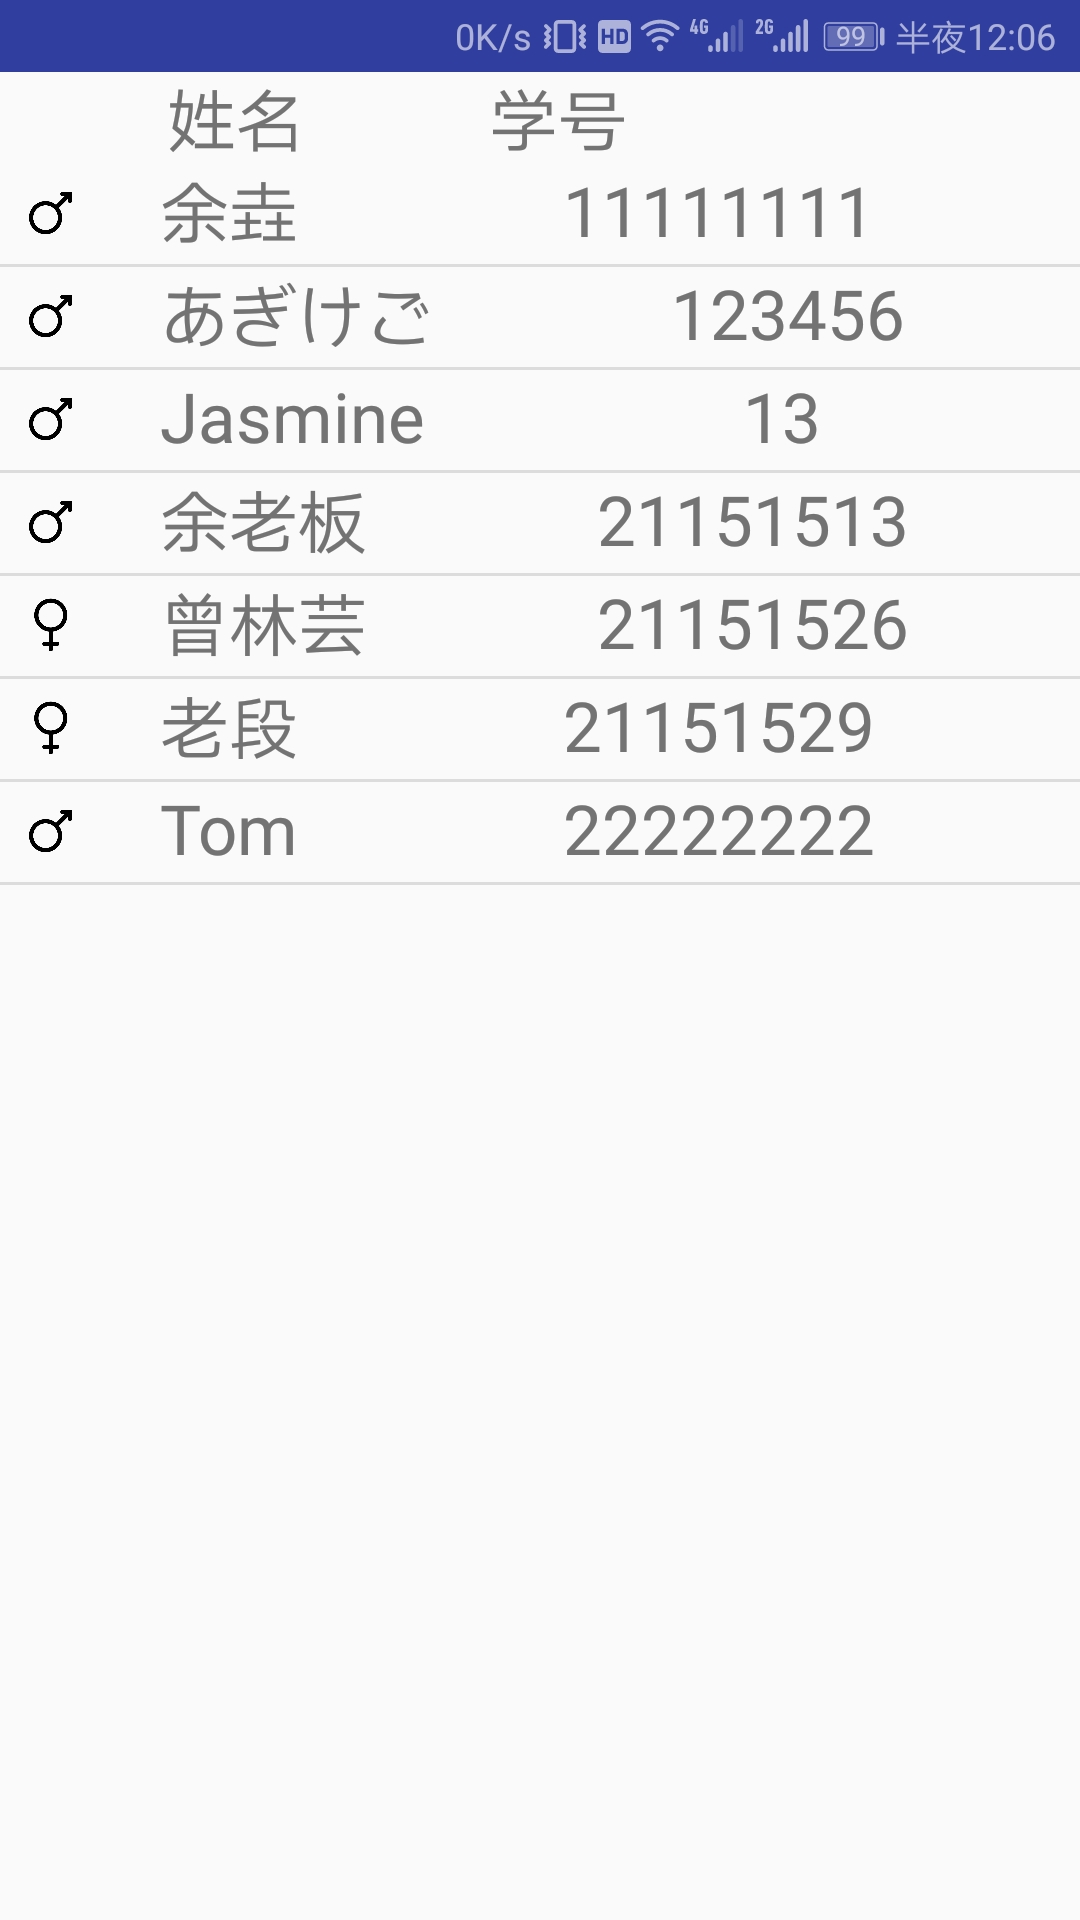 0K/s HD 4G 2G 99 半夜12:06
姓名 学号
♂ 余垚 11111111
♂ あぎけご 123456
♂ Jasmine 13
♂ 余老板 21151513
♀ 曾林芸 21151526
♀ 老段 21151529
♂ Tom 22222222